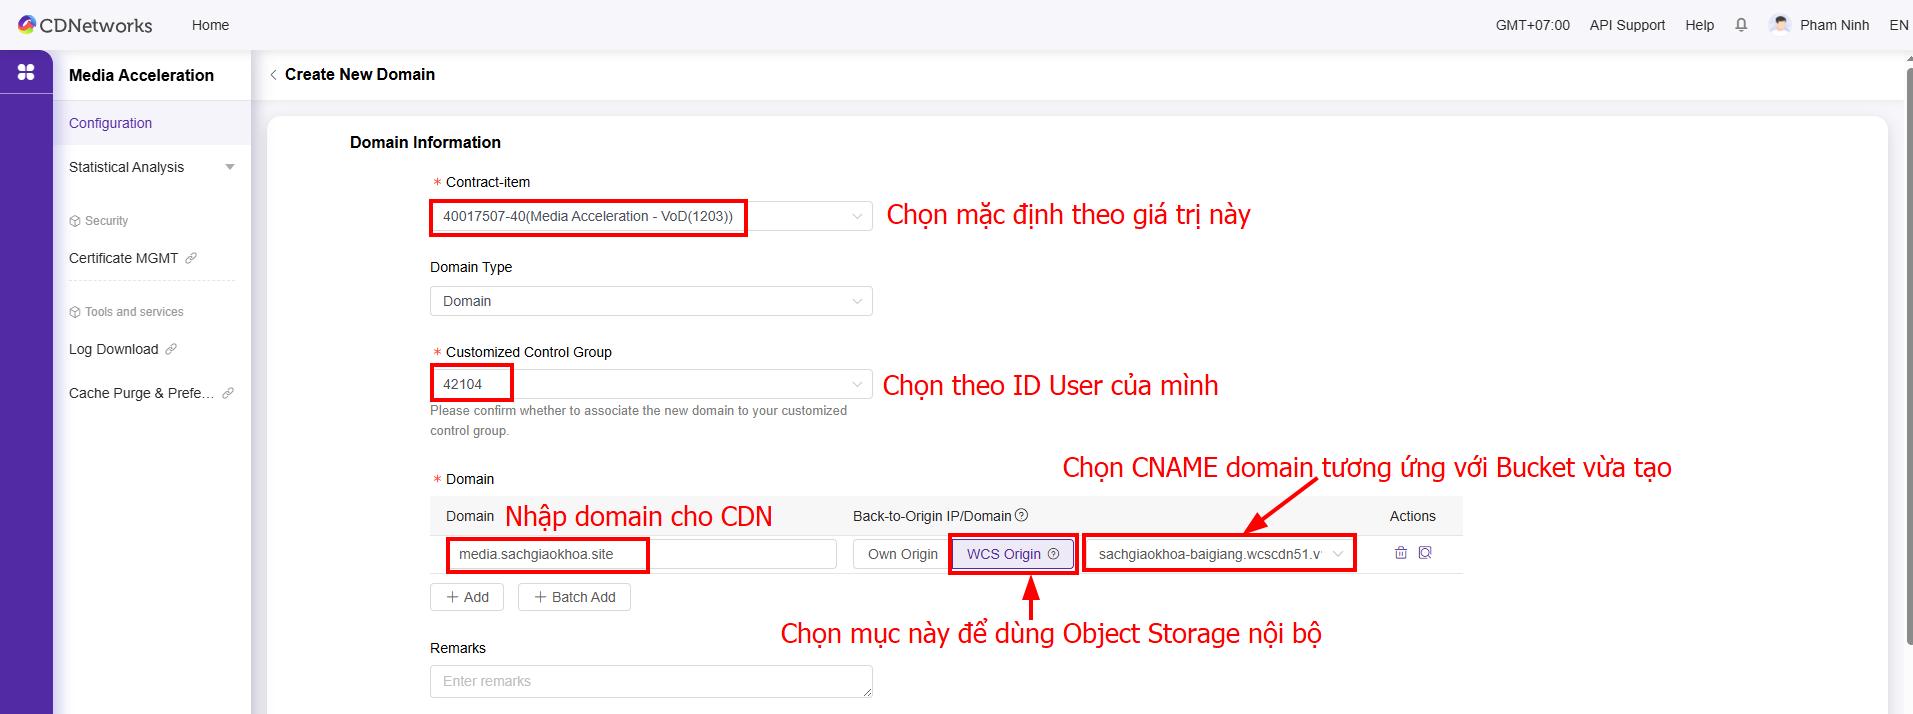 CDNetworks Home GMT+07:00 API Support Help Pham Ninh EN
Media Acceleration
Configuration
Statistical Analysis
Security
Certificate MGMT
Tools and services
Log Download
Cache Purge & Prefe...
Create New Domain
Domain Information
* Contract-item
40017507-40(Media Acceleration - VoD(1203)) Chọn mặc định theo giá trị này
Domain Type
Domain
* Customized Control Group
42104 Chọn theo ID User của mình
Please confirm whether to associate the new domain to your customized
control group.
Chọn CNAME domain tương ứng với Bucket vừa tạo
* Domain
Domain Nhập domain cho CDN Back-to-Origin IP/Domain Actions
media.sachgiaokhoa.site Own Origin WCS Origin sachgiaokhoa-baigiang.wcscdn51.v
+ Add + Batch Add
Chọn mục này để dùng Object Storage nội bộ
Remarks
Enter remarks